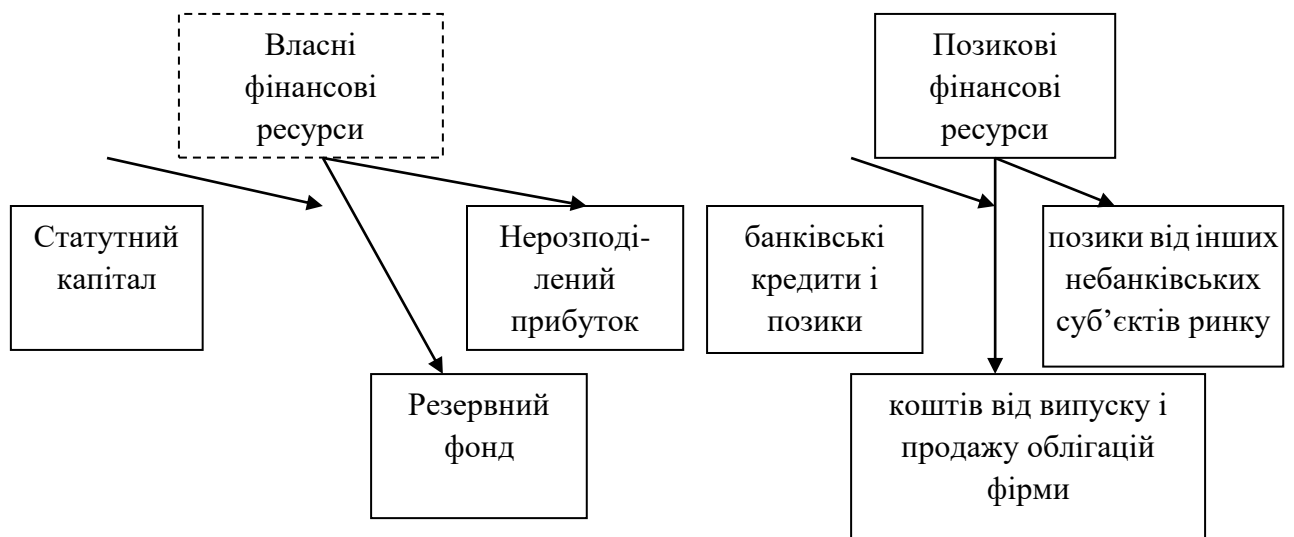 Власні
фінансові
ресурси
Позикові
фінансові
ресурси
Статутний
капітал
Нерозподі-
лений
прибуток
банківські
кредити і
позики
позики від інших
небанківських
суб’єктів ринку
Резервний
фонд
коштів від випуску і
продажу облігацій
фірми